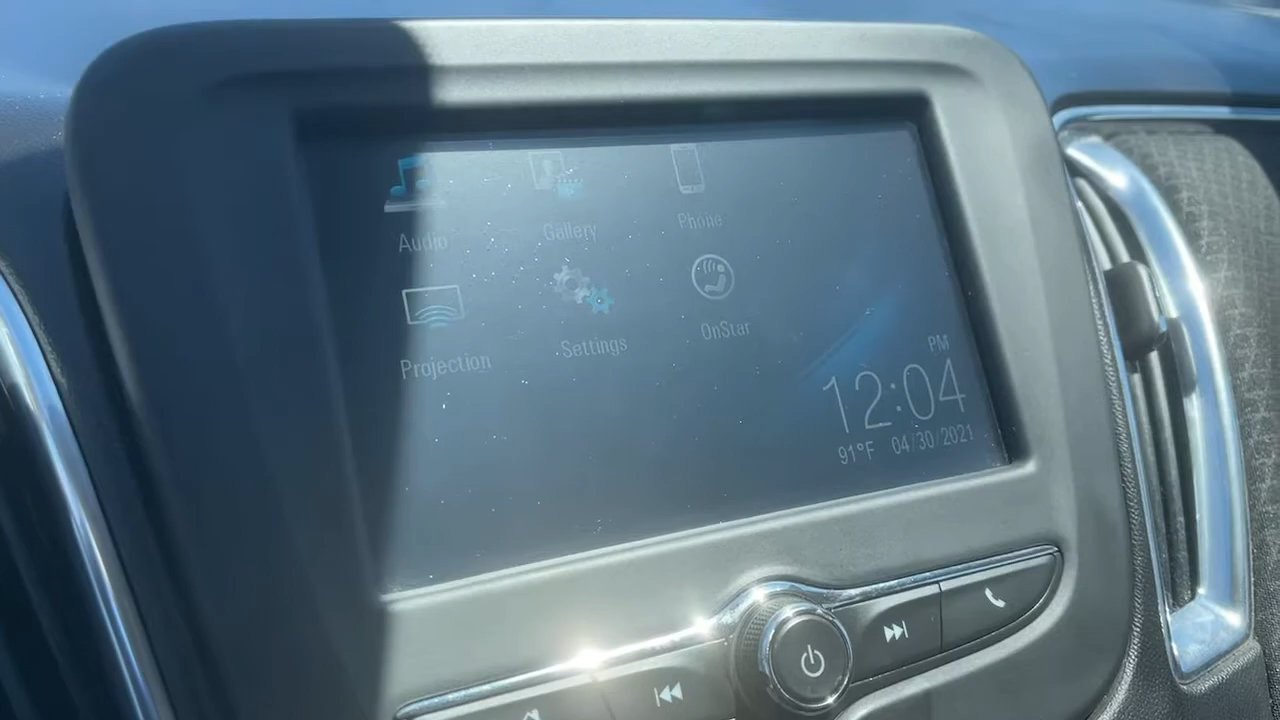 Audio Gallery Phone
Projection Settings OnStar
PM
12:04
91°F 04/30/2021